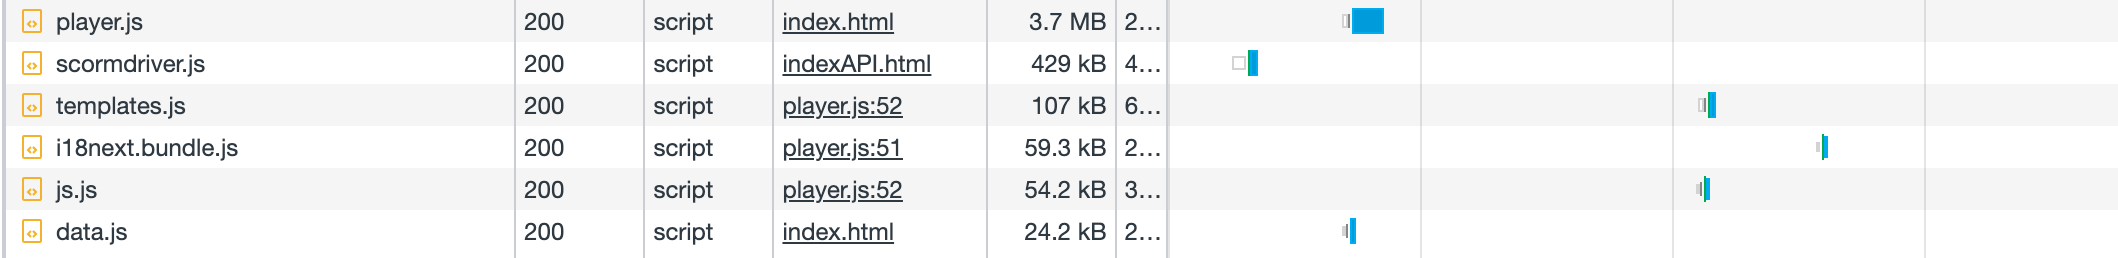 player.js 200 script index.html 3.7 MB 2...
scormdriver.js 200 script indexAPI.html 429 kB 4...
templates.js 200 script player.js:52 107 kB 6...
i18next.bundle.js 200 script player.js:51 59.3 kB 2...
js.js 200 script player.js:52 54.2 kB 3...
data.js 200 script index.html 24.2 kB 2...